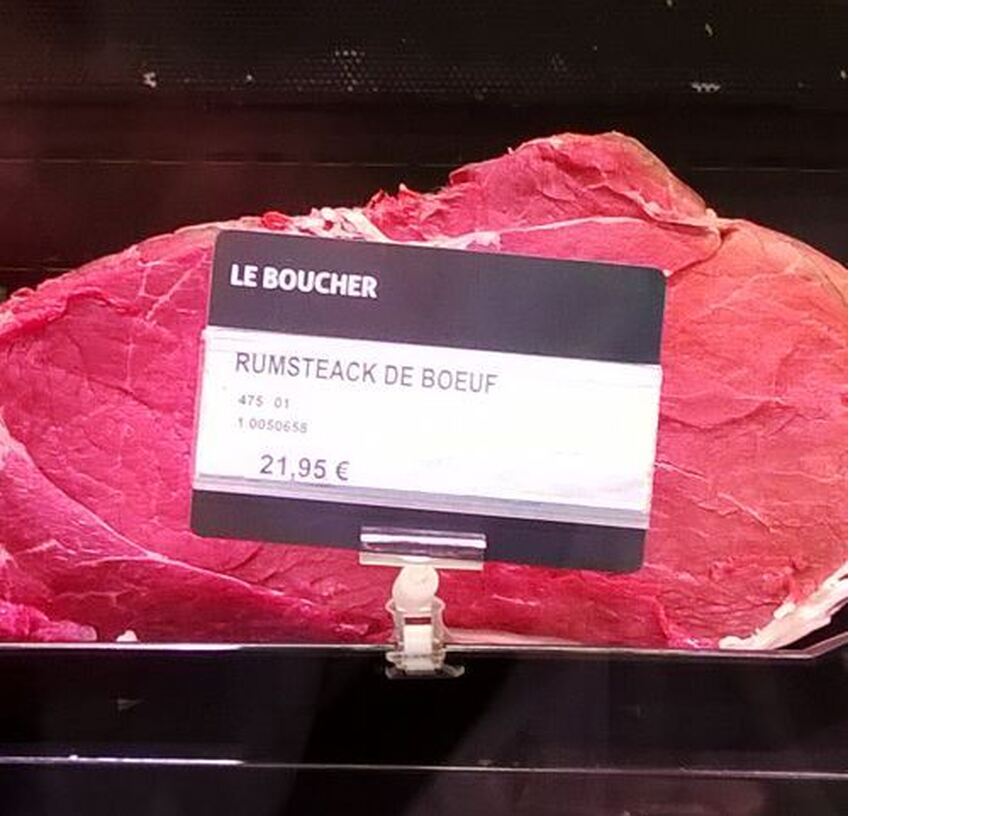 LE BOUCHER
RUMSTEACK DE BOEUF
475 01
1 0050658
21,95 €